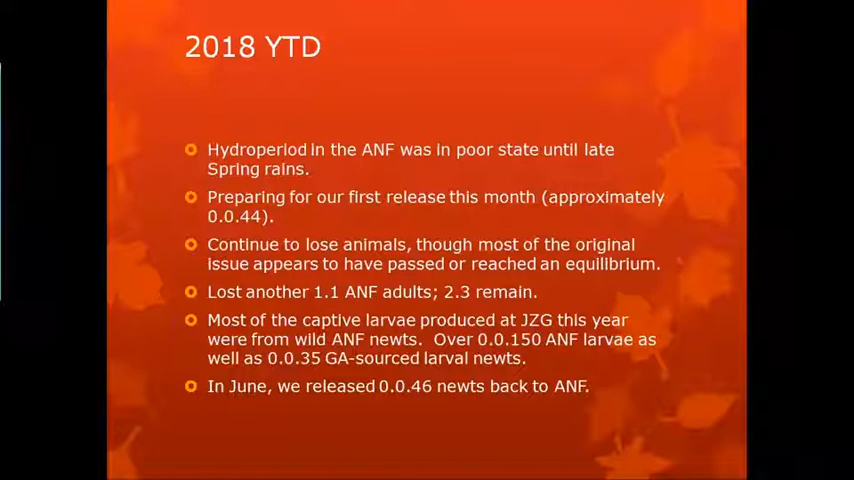 2018 YTD
Hydroperiod in the ANF was in poor state until late
Spring rains.
Preparing for our first release this month (approximately
0.0.44).
Continue to lose animals, though most of the original
issue appears to have passed or reached an equilibrium.
Lost another 1.1 ANF adults; 2.3 remain.
Most of the captive larvae produced at JZG this year
were from wild ANF newts.  Over 0.0.150 ANF larvae as
well as 0.0.35 GA-sourced larval newts.
In June, we released 0.0.46 newts back to ANF.